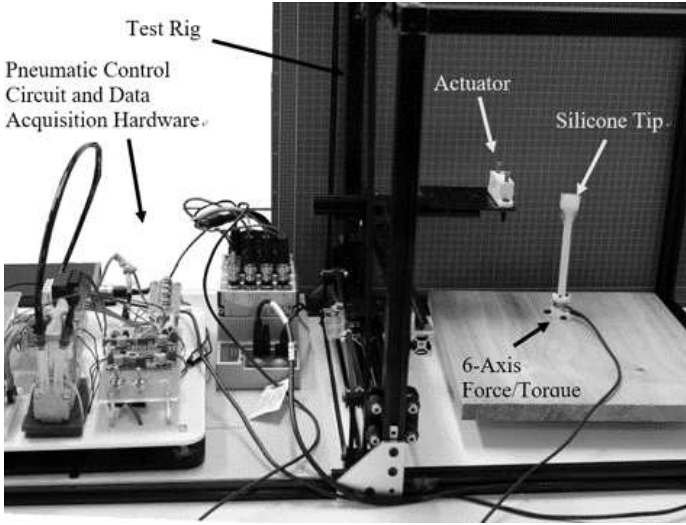 Test Rig
Pneumatic Control
Circuit and Data
Acquisition Hardware
Actuator
Silicone Tip
6-Axis
Force/Torque